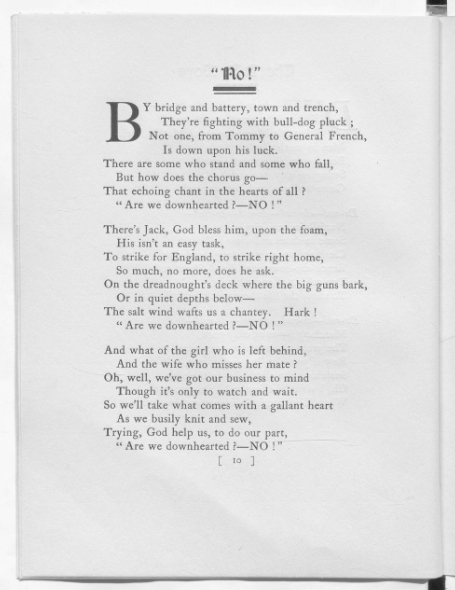 "No!"
BY bridge and battery, town and trench,
They're fighting with bull-dog pluck ;
Not one, from Tommy to General French,
Is down upon his luck.
There are some who stand and some who fall,
But how does the chorus go—
That echoing chant in the hearts of all ?
"Are we downhearted ?—NO !"
There's Jack, God bless him, upon the foam,
His isn't an easy task,
To strike for England, to strike right home,
So much, no more, does he ask.
On the dreadnought's deck where the big guns bark,
Or in quiet depths below—
The salt wind wafts us a chantey. Hark !
"Are we downhearted ?—NO !"
And what of the girl who is left behind,
And the wife who misses her mate ?
Oh, well, we've got our business to mind
Though it's only to watch and wait.
So we'll take what comes with a gallant heart
As we busily knit and sew,
Trying, God help us, to do our part,
"Are we downhearted ?—NO !"
[ 10 ]